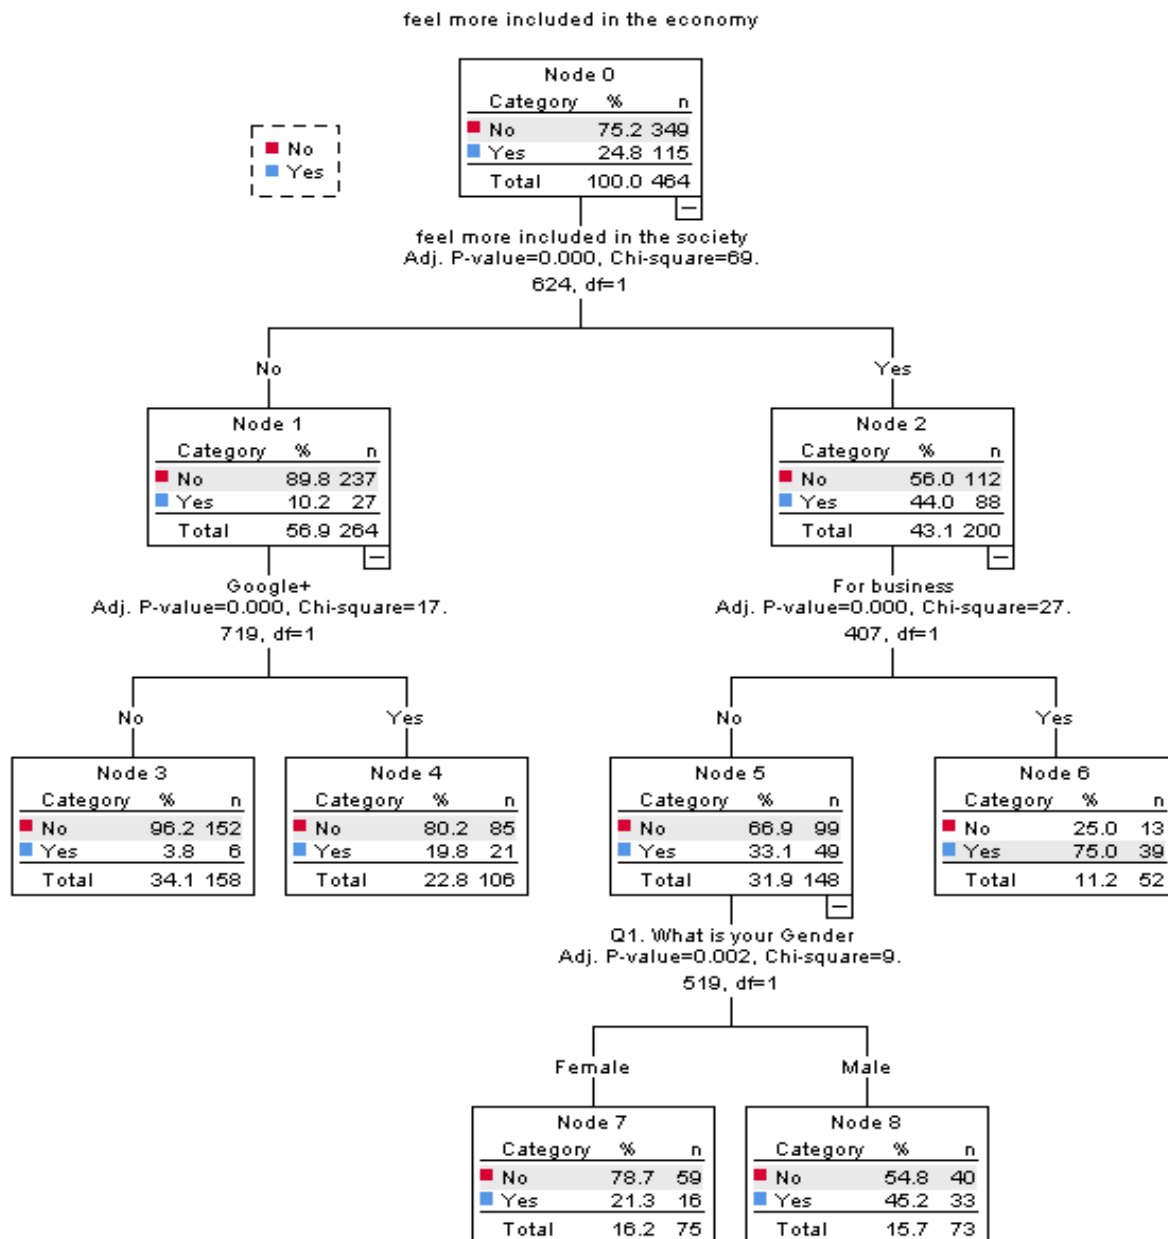 feel more included in the economy
Node 0
Category % n
No 75.2 349
Yes 24.8 115
Total 100.0 464
No
Yes
feel more included in the society
Adj. P-value=0.000, Chi-square=69.
624, df=1
No
Yes
Node 1
Category % n
No 89.8 237
Yes 10.2 27
Total 56.9 264
Node 2
Category % n
No 56.0 112
Yes 44.0 88
Total 43.1 200
Google+
Adj. P-value=0.000, Chi-square=17.
719, df=1
For business
Adj. P-value=0.000, Chi-square=27.
407, df=1
No
Yes
No
Yes
Node 3
Category % n
No 96.2 152
Yes 3.8 6
Total 34.1 158
Node 4
Category % n
No 80.2 85
Yes 19.8 21
Total 22.8 106
Node 5
Category % n
No 66.9 99
Yes 33.1 49
Total 31.9 148
Node 6
Category % n
No 25.0 13
Yes 75.0 39
Total 11.2 52
Q1. What is your Gender
Adj. P-value=0.002, Chi-square=9.
519, df=1
Female
Male
Node 7
Category % n
No 78.7 59
Yes 21.3 16
Total 16.2 75
Node 8
Category % n
No 54.8 40
Yes 45.2 33
Total 15.7 73